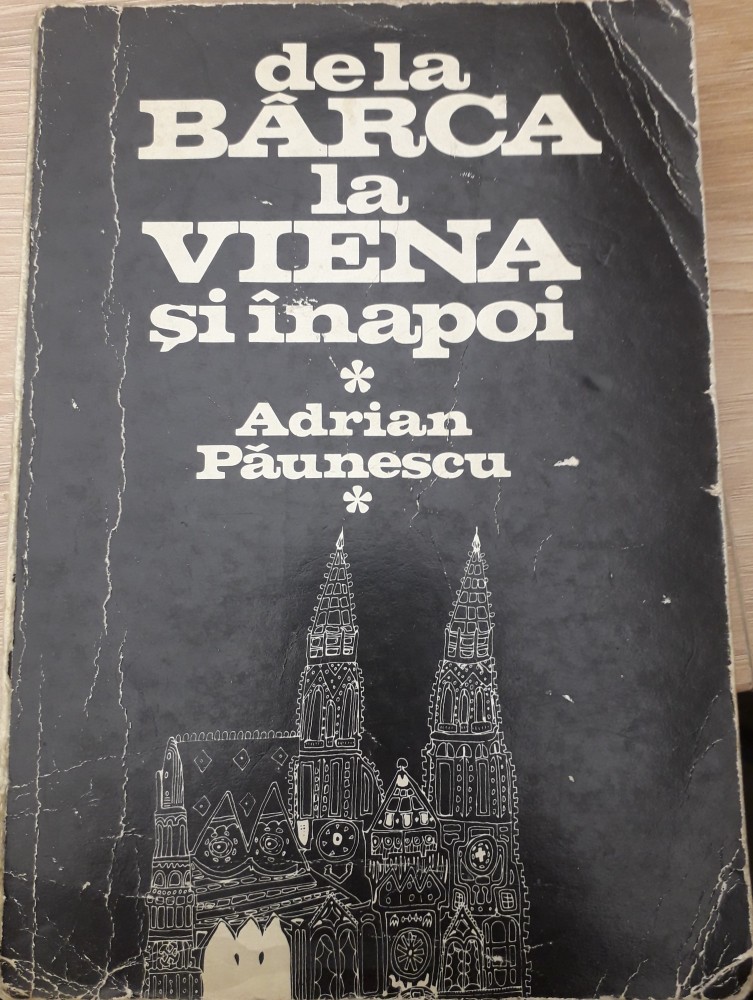 de la
BÂRCA
la
VIENA
și înapoi
*
Adrian
Păunescu
*